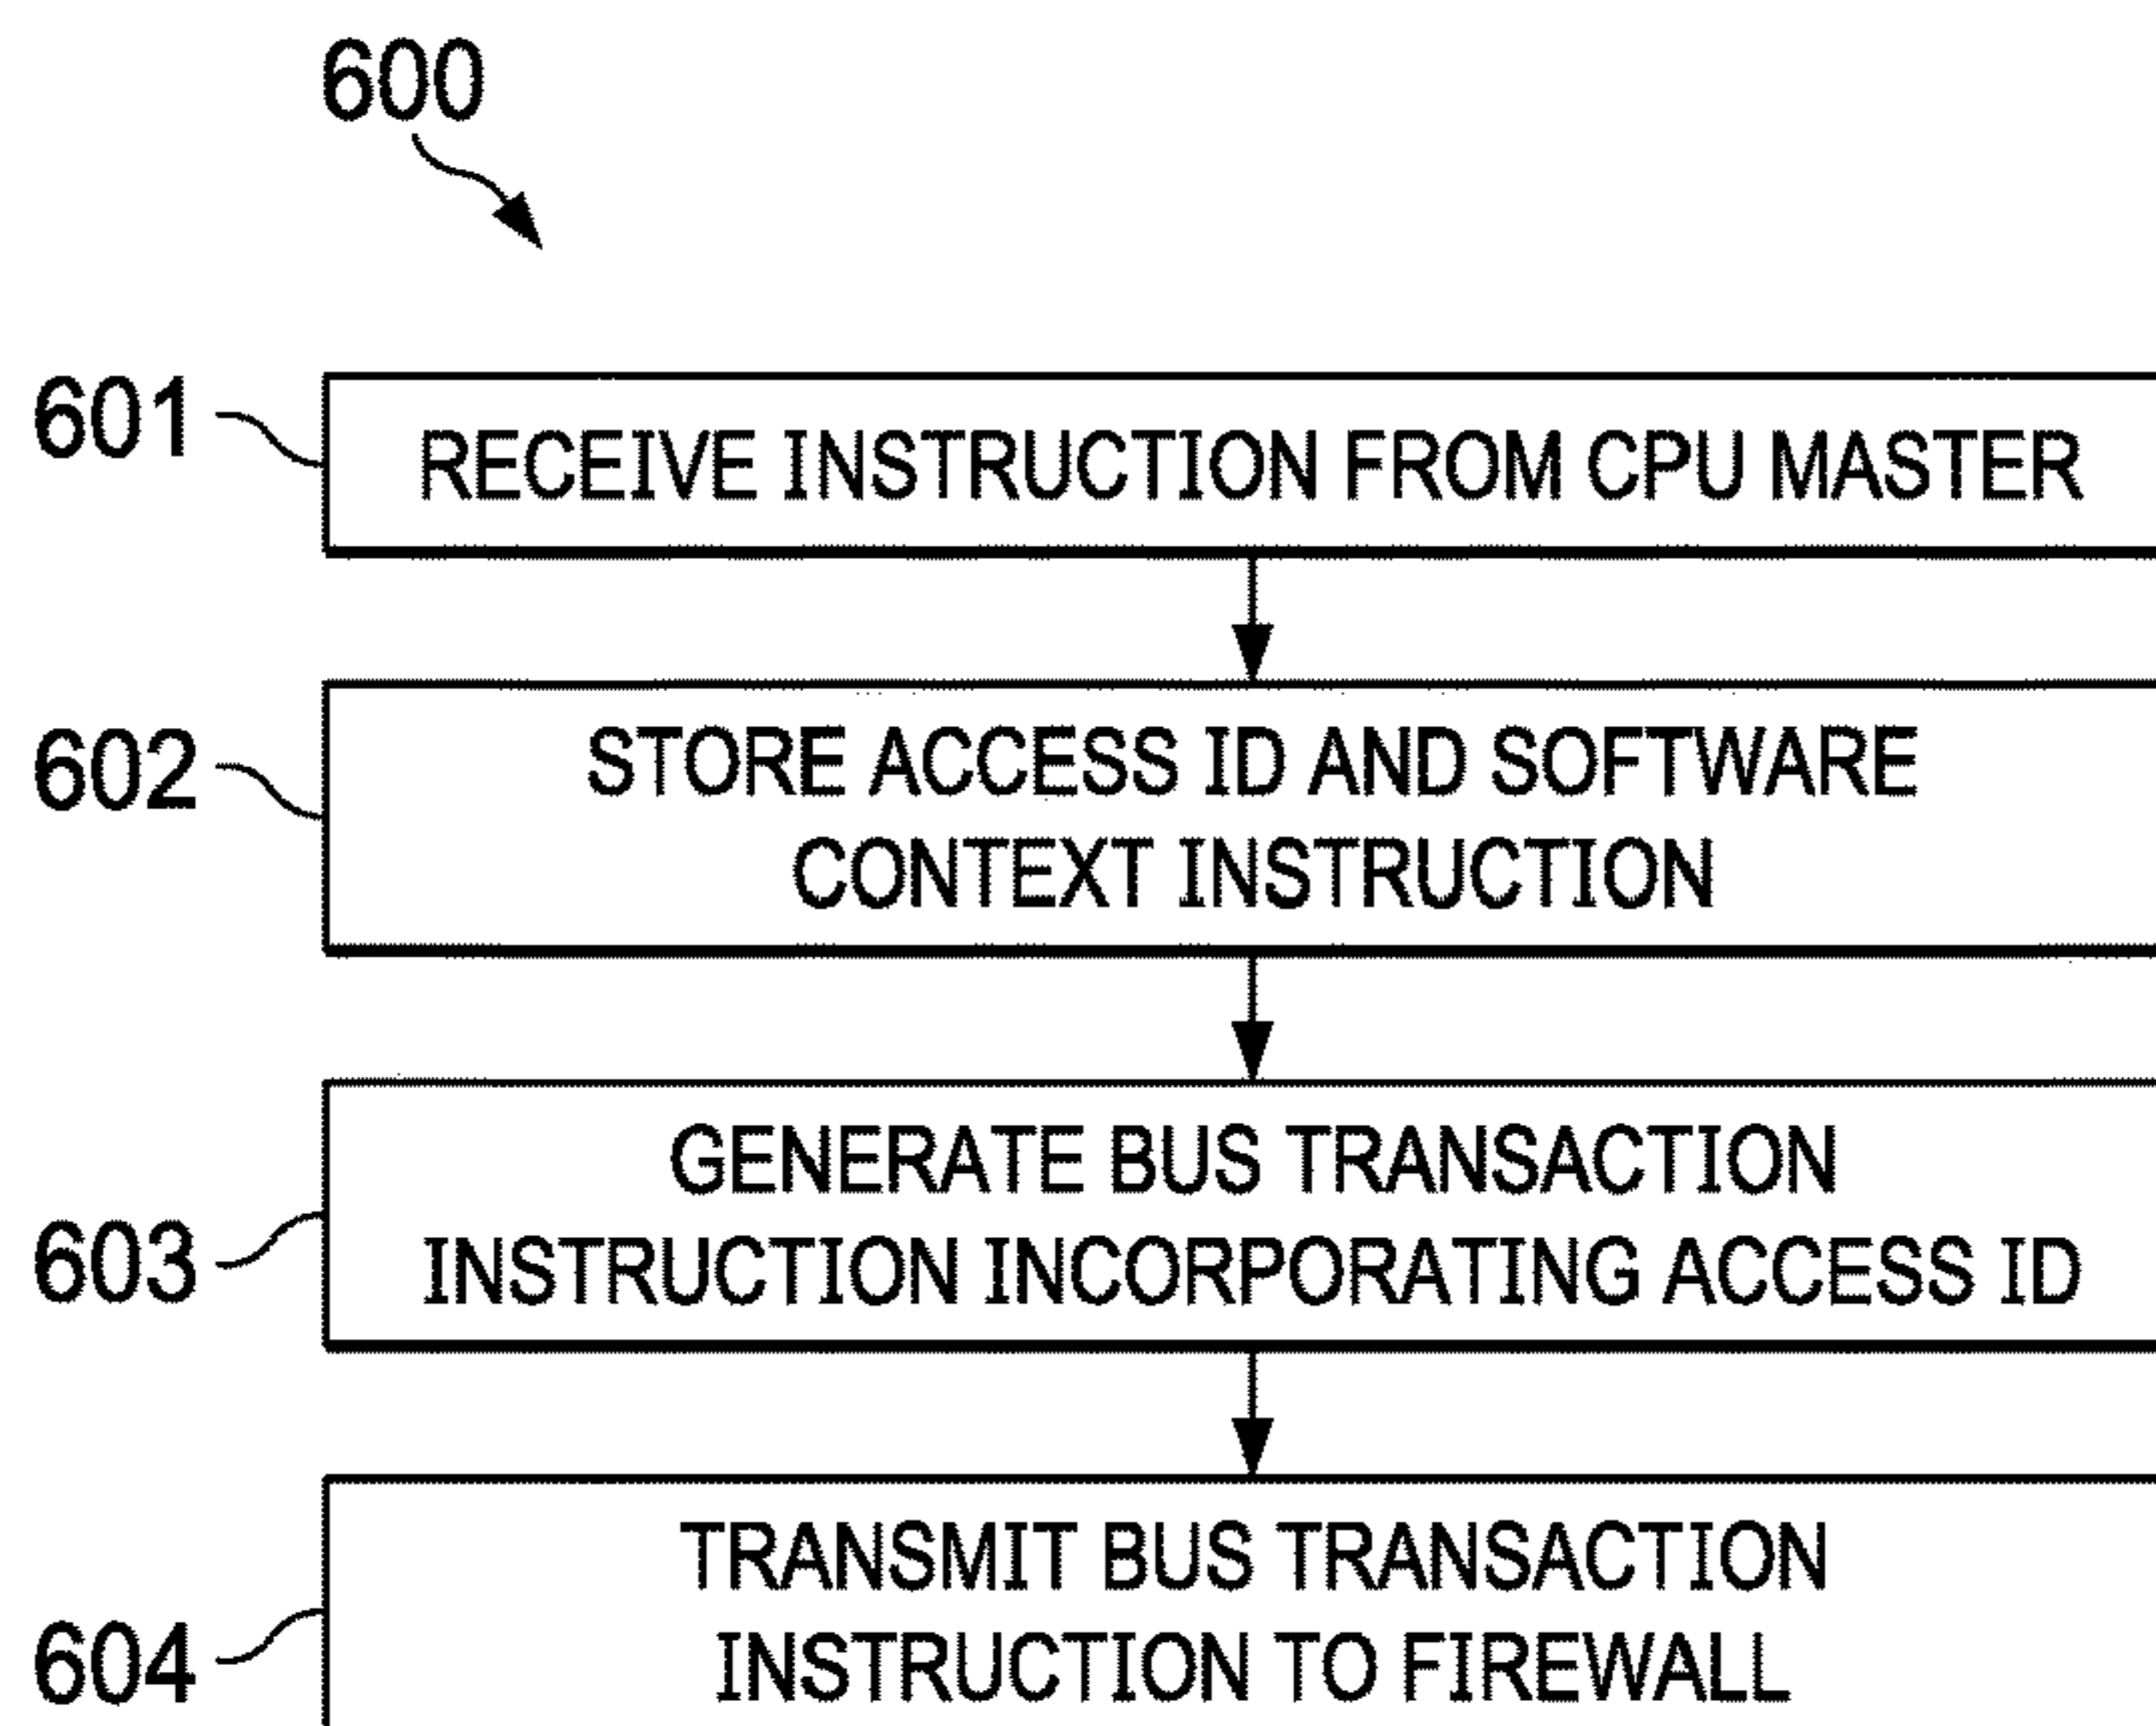 600
601
RECEIVE INSTRUCTION FROM CPU MASTER
602
STORE ACCESS ID AND SOFTWARE
CONTEXT INSTRUCTION
603
GENERATE BUS TRANSACTION
INSTRUCTION INCORPORATING ACCESS ID
604
TRANSMIT BUS TRANSACTION
INSTRUCTION TO FIREWALL